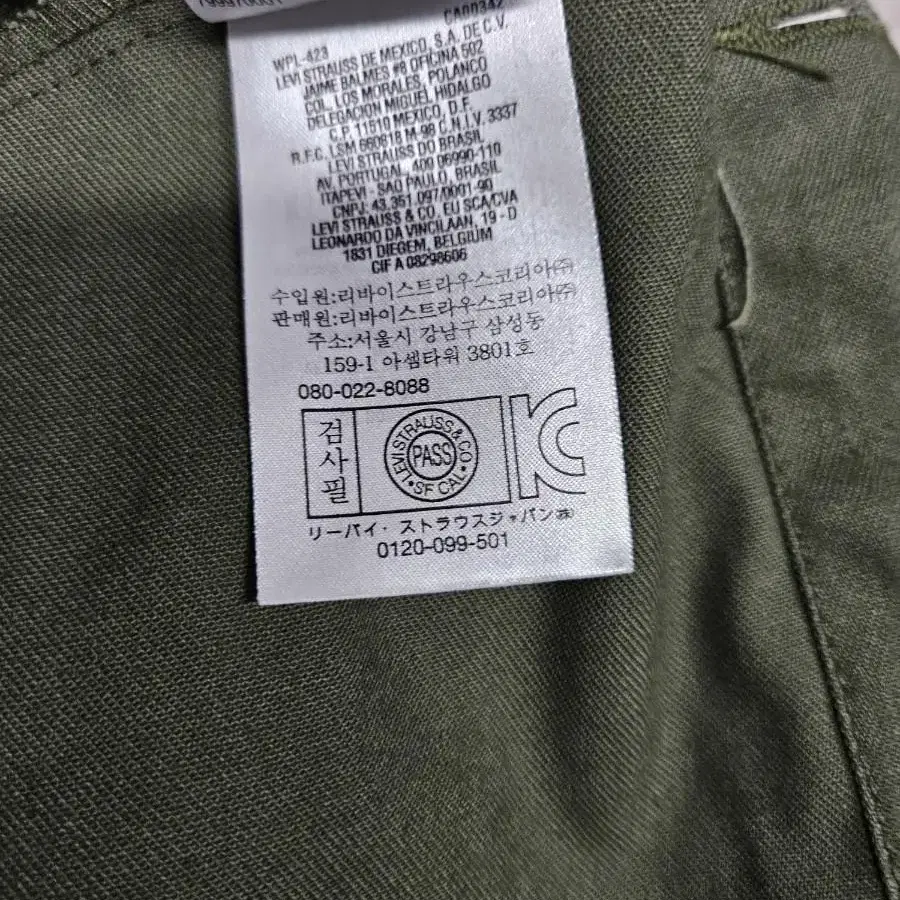 CA00342
WPL-423
LEVI STRAUSS DE MEXICO, S.A. DE C.V.
JAIME BALMES #8 OFICINA 502
COL. LOS MORALES, POLANCO
DELEGACION MIGUEL HIDALGO
C.P. 11510 MEXICO, D.F.
R.F.C. LSM 660618 M-98 C.N.I.V. 3337
LEVI STRAUSS DO BRASIL
AV. PORTUGAL, 400 06690-110
ITAPEVI - SAO PAULO, BRASIL
CNPJ: 43.351.097/0001-90
LEVI STRAUSS & CO. EU SCA/CVA
LEONARDO DA VINCILAAN, 19 - D
1831 DIEGEM, BELGIUM
CIF A 08298606
수입원:리바이스트라우스코리아㈜
판매원:리바이스트라우스코리아㈜
주소:서울시 강남구 삼성동
159-1 아셈타워 3801호
080-022-8088
검사필
LEVI STRAUSS & CO
PASS
• SF CAL •
KC
リーバイ・ストラウスジャパン㈱
0120-099-501